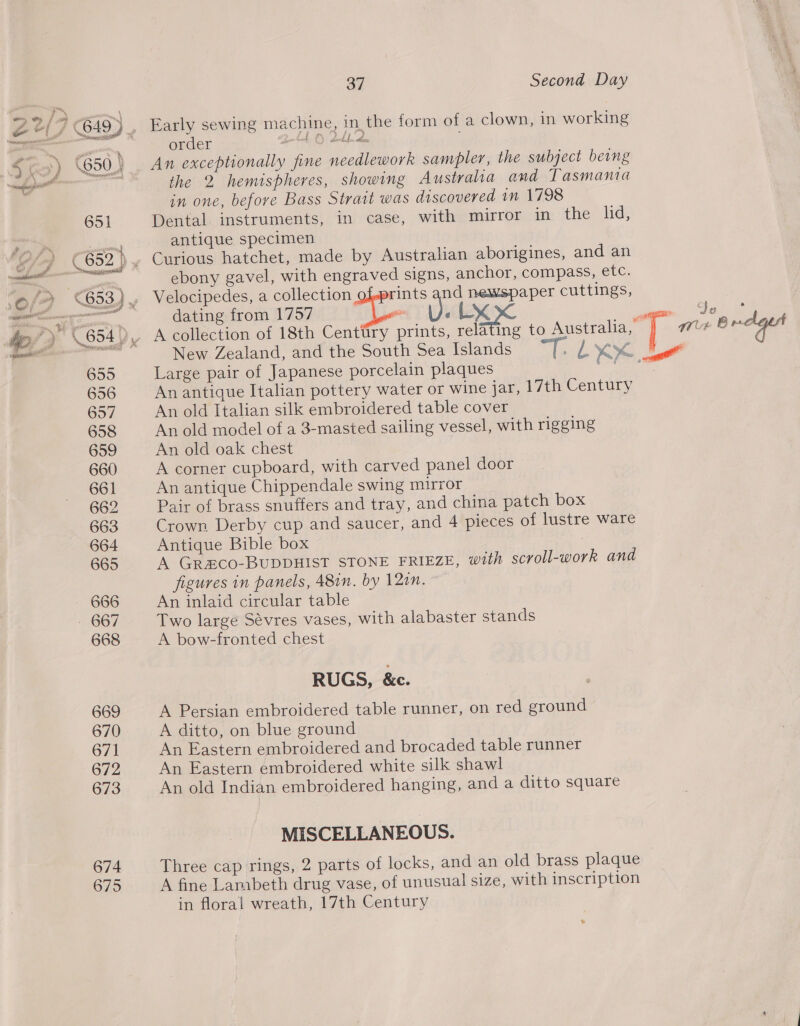 37 Second Day
22/7 649 Early sewing machine, in the form of a clown, in working
order
650 An exceptionally fine needlework sampler, the subject being
the 2 hemispheres, showing Australia and Tasmania
in one, before Bass Strait was discovered in 1798
651 Dental instruments, in case, with mirror in the lid,
antique specimen
652 Curious hatchet, made by Australian aborigines, and an
ebony gavel, with engraved signs, anchor, compass, etc.
653 Velocipedes, a collection of prints and newspaper cuttings,
dating from 1757 U. LXX
654 A collection of 18th Century prints, relating to Australia,
New Zealand, and the South Sea Islands T. LXX
655 Large pair of Japanese porcelain plaques
656 An antique Italian pottery water or wine jar, 17th Century
657 An old Italian silk embroidered table cover
658 An old model of a 3-masted sailing vessel, with rigging
659 An old oak chest
660 A corner cupboard, with carved panel door
661 An antique Chippendale swing mirror
662 Pair of brass snuffers and tray, and china patch box
663 Crown Derby cup and saucer, and 4 pieces of lustre ware
664 Antique Bible box
665 A GRÆCO-BUDDHIST STONE FRIEZE, with scroll-work and
figures in panels, 48in. by 12in.
666 An inlaid circular table
667 Two large Sèvres vases, with alabaster stands
668 A bow-fronted chest
RUGS, &c.
669 A Persian embroidered table runner, on red ground
670 A ditto, on blue ground
671 An Eastern embroidered and brocaded table runner
672 An Eastern embroidered white silk shawl
673 An old Indian embroidered hanging, and a ditto square
MISCELLANEOUS.
674 Three cap rings, 2 parts of locks, and an old brass plaque
675 A fine Lambeth drug vase, of unusual size, with inscription
in floral wreath, 17th Century